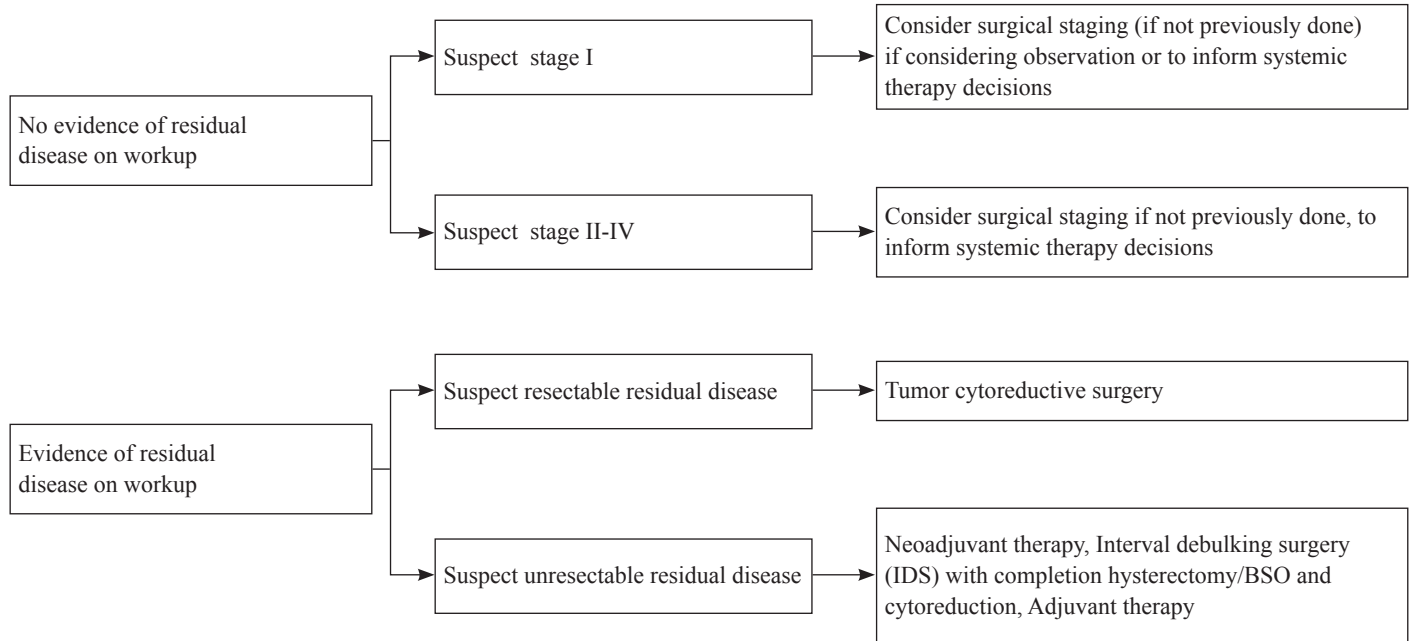 No evidence of residual
disease on workup
Suspect stage I
Consider surgical staging (if not previously done)
if considering observation or to inform systemic
therapy decisions
Suspect stage II-IV
Consider surgical staging if not previously done, to
inform systemic therapy decisions
Evidence of residual
disease on workup
Suspect resectable residual disease
Tumor cytoreductive surgery
Suspect unresectable residual disease
Neoadjuvant therapy, Interval debulking surgery
(IDS) with completion hysterectomy/BSO and
cytoreduction, Adjuvant therapy